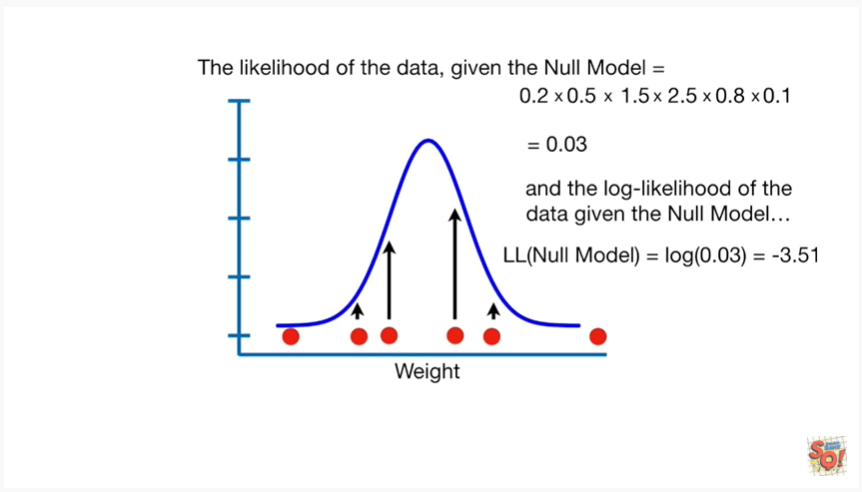 The likelihood of the data, given the Null Model =
0.2 x 0.5 x 1.5 x 2.5 x 0.8 x 0.1
= 0.03
and the log-likelihood of the
data given the Null Model...
LL(Null Model) = log(0.03) = -3.51
Weight
SQ!